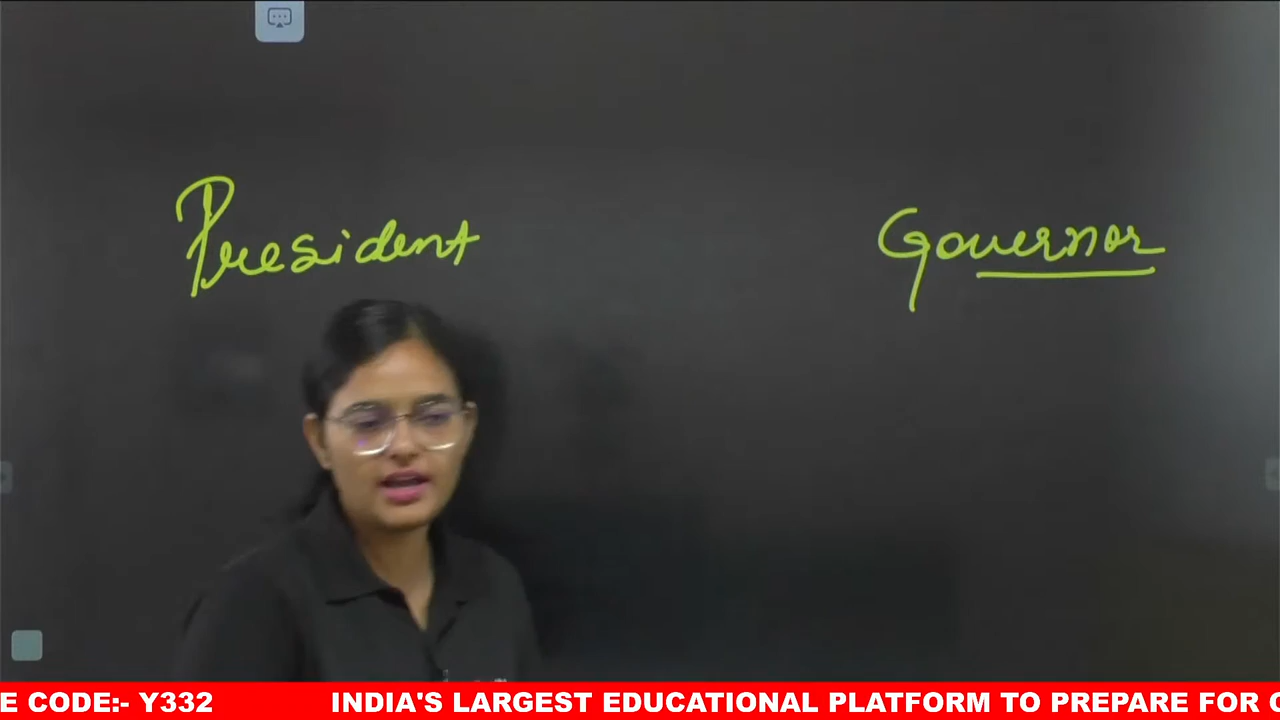 President
Governor
E CODE:- Y332 INDIA'S LARGEST EDUCATIONAL PLATFORM TO PREPARE FOR